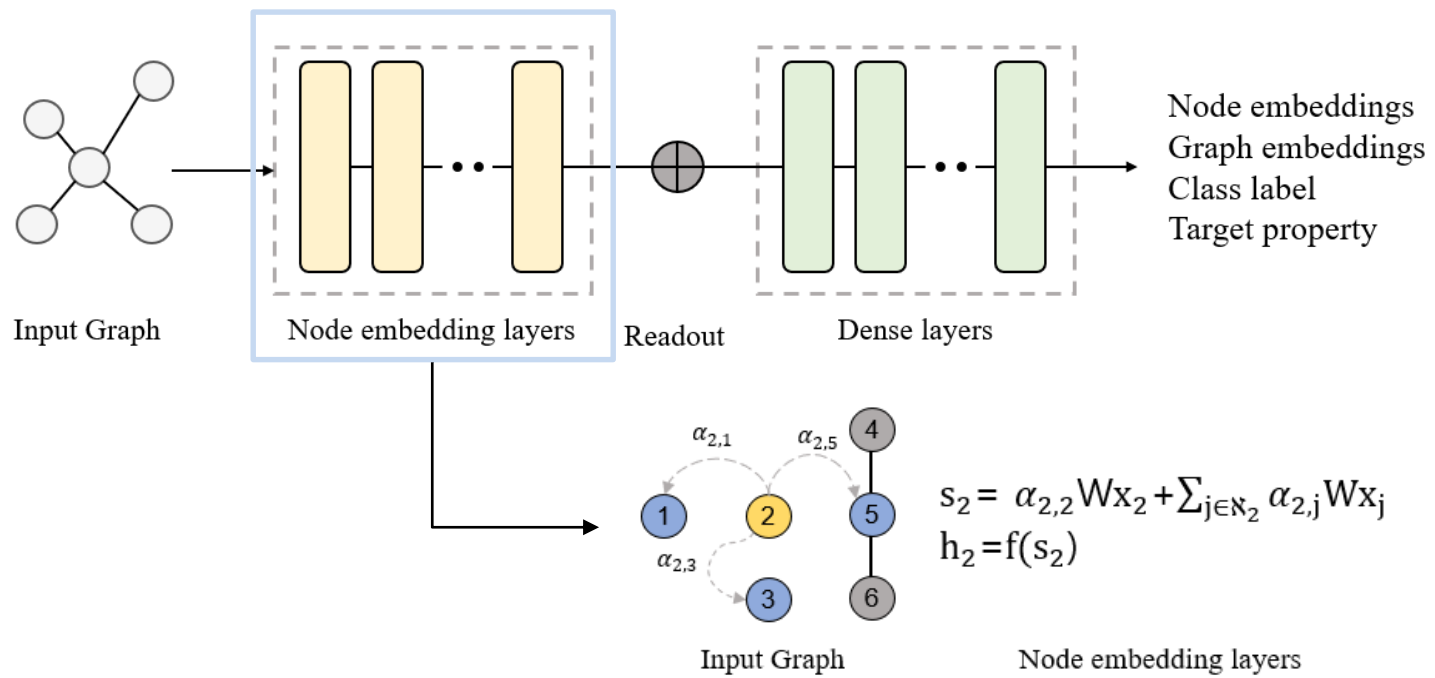 Node embeddings
Graph embeddings
Class label
Target property
Input Graph
Node embedding layers
Readout
Dense layers
α2,1
α2,5
4
1
2
5
α2,3
3
6
s₂ = α₂,₂Wx₂+∑j∈ℵ₂ α₂,jWxj
h₂=f(s₂)
Input Graph
Node embedding layers